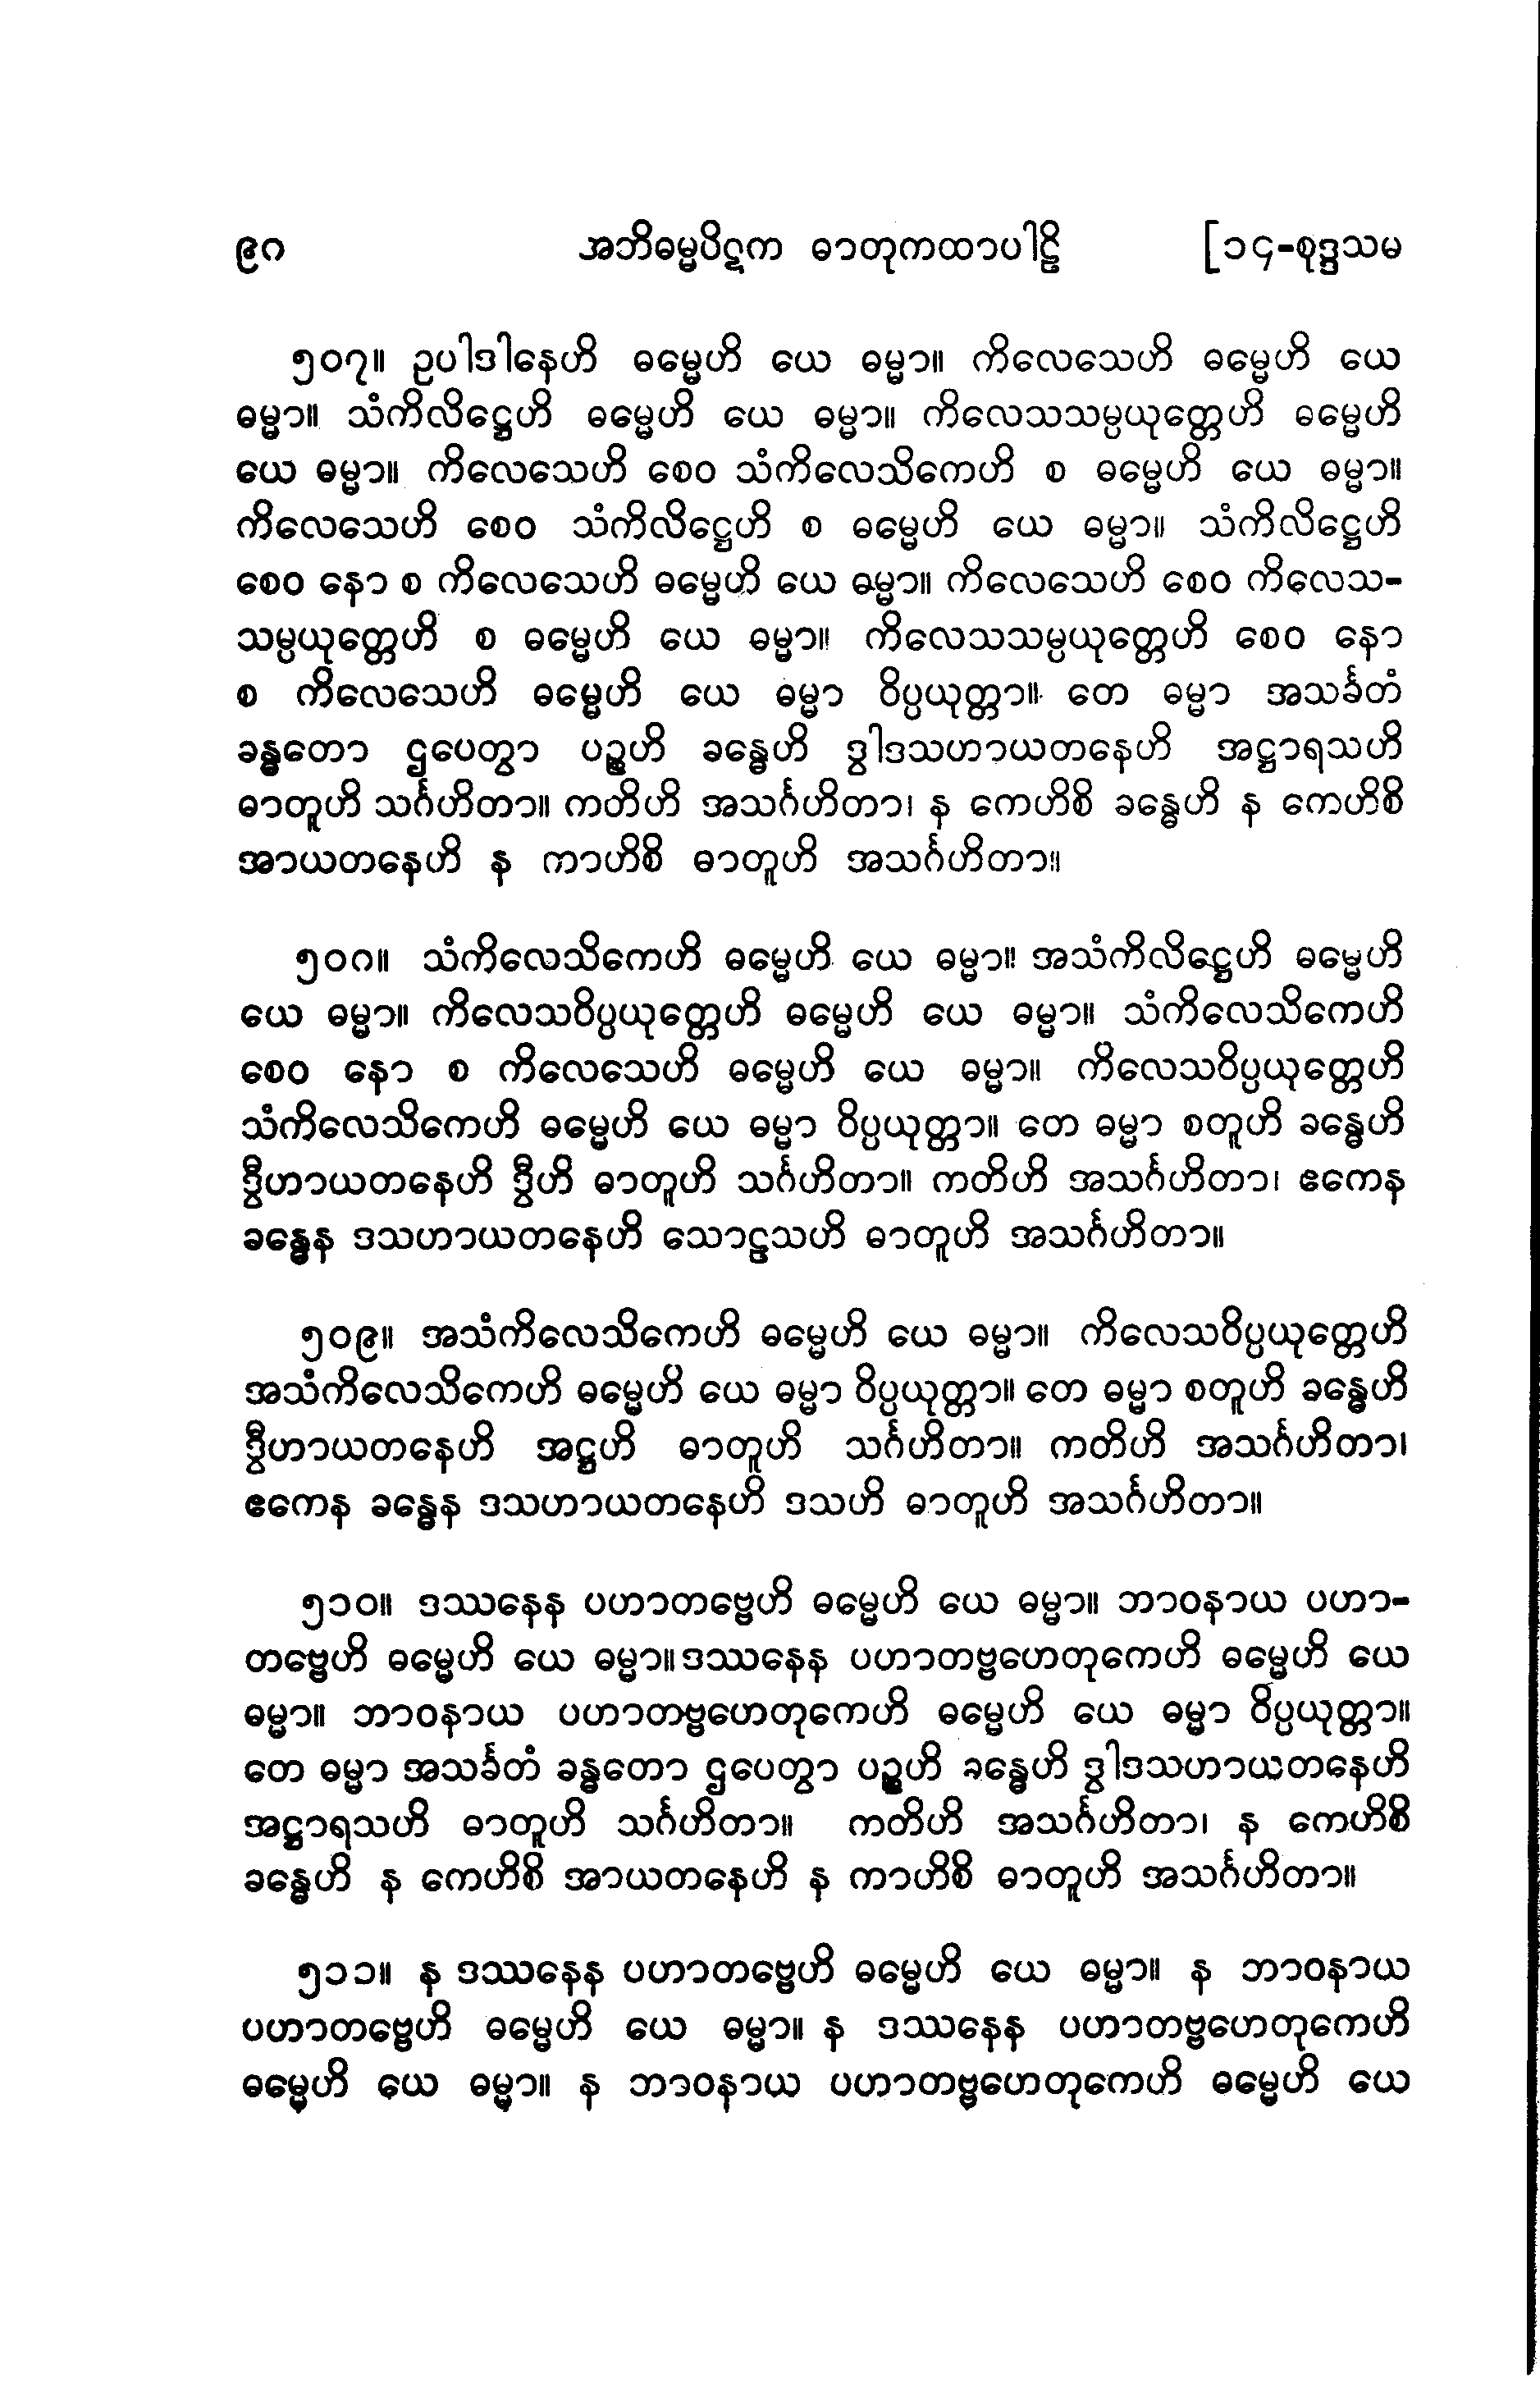 ၉ဂ အဘိဓမ္မပိဋက ဓာတုကထာပါဠိ [၁၄-စုဒ္ဒသမ
၅၀၇။ ဥပါဒါနေဟိ ဓမ္မေဟိ ယေ ဓမ္မာ။ ကိလေသေဟိ ဓမ္မေဟိ ယေ
ဓမ္မာ။ သံကိလိဋ္ဌေဟိ ဓမ္မေဟိ ယေ ဓမ္မာ။ ကိလေသသမ္ပယုတ္တေဟိ ဓမ္မေဟိ
ယေ ဓမ္မာ။ ကိလေသေဟိ စေဝ သံကိလေသိကေဟိ စ ဓမ္မေဟိ ယေ ဓမ္မာ။
ကိလေသေဟိ စေဝ သံကိလိဋ္ဌေဟိ စ ဓမ္မေဟိ ယေ ဓမ္မာ။ သံကိလိဋ္ဌေဟိ
စေဝ နော စ ကိလေသေဟိ ဓမ္မေဟိ ယေ ဓမ္မာ။ ကိလေသေဟိ စေဝ ကိလေသ-
သမ္ပယုတ္တေဟိ စ ဓမ္မေဟိ ယေ ဓမ္မာ။ ကိလေသသမ္ပယုတ္တေဟိ စေဝ နော
စ ကိလေသေဟိ ဓမ္မေဟိ ယေ ဓမ္မာ ဝိပ္ပယုတ္တာ။ တေ ဓမ္မာ အသင်္ခတံ
ခန္ဓတော ဌပေတွာ ပဉ္စဟိ ခန္ဓေဟိ ဒွါဒသဟာယတနေဟိ အဋ္ဌာရသဟိ
ဓာတူဟိ သင်္ဂဟိတာ။ ကတိဟိ အသင်္ဂဟိတာ၊ န ကေဟိစိ ခန္ဓေဟိ န ကေဟိစိ
အာယတနေဟိ န ကာဟိစိ ဓာတူဟိ အသင်္ဂဟိတာ။
၅၀ဂ။ သံကိလေသိကေဟိ ဓမ္မေဟိ ယေ ဓမ္မာ။ အသံကိလိဋ္ဌေဟိ ဓမ္မေဟိ
ယေ ဓမ္မာ။ ကိလေသဝိပ္ပယုတ္တေဟိ ဓမ္မေဟိ ယေ ဓမ္မာ။ သံကိလေသိကေဟိ
စေဝ နော စ ကိလေသေဟိ ဓမ္မေဟိ ယေ ဓမ္မာ။ ကိလေသဝိပ္ပယုတ္တေဟိ
သံကိလေသိကေဟိ ဓမ္မေဟိ ယေ ဓမ္မာ ဝိပ္ပယုတ္တာ။ တေ ဓမ္မာ စတူဟိ ခန္ဓေဟိ
ဒွီဟာယတနေဟိ ဒွီဟိ ဓာတူဟိ သင်္ဂဟိတာ။ ကတိဟိ အသင်္ဂဟိတာ၊ ဧကေန
ခန္ဓေန ဒသဟာယတနေဟိ သောဠသဟိ ဓာတူဟိ အသင်္ဂဟိတာ။
၅၀၉။ အသံကိလေသိကေဟိ ဓမ္မေဟိ ယေ ဓမ္မာ။ ကိလေသဝိပ္ပယုတ္တေဟိ
အသံကိလေသိကေဟိ ဓမ္မေဟိ ယေ ဓမ္မာ ဝိပ္ပယုတ္တာ။ တေ ဓမ္မာ စတူဟိ ခန္ဓေဟိ
ဒွီဟာယတနေဟိ အဋ္ဌဟိ ဓာတူဟိ သင်္ဂဟိတာ။ ကတိဟိ အသင်္ဂဟိတာ၊
ဧကေန ခန္ဓေန ဒသဟာယတနေဟိ ဒသဟိ ဓာတူဟိ အသင်္ဂဟိတာ။
၅၁၀။ ဒဿနေန ပဟာတဗ္ဗေဟိ ဓမ္မေဟိ ယေ ဓမ္မာ။ ဘာဝနာယ ပဟာ-
တဗ္ဗေဟိ ဓမ္မေဟိ ယေ ဓမ္မာ။ ဒဿနေန ပဟာတဗ္ဗဟေတုကေဟိ ဓမ္မေဟိ ယေ
ဓမ္မာ။ ဘာဝနာယ ပဟာတဗ္ဗဟေတုကေဟိ ဓမ္မေဟိ ယေ ဓမ္မာ ဝိပ္ပယုတ္တာ။
တေ ဓမ္မာ အသင်္ခတံ ခန္ဓတော ဌပေတွာ ပဉ္စဟိ ခန္ဓေဟိ ဒွါဒသဟာယတနေဟိ
အဋ္ဌာရသဟိ ဓာတူဟိ သင်္ဂဟိတာ။ ကတိဟိ အသင်္ဂဟိတာ၊ န ကေဟိစိ
ခန္ဓေဟိ န ကေဟိစိ အာယတနေဟိ န ကာဟိစိ ဓာတူဟိ အသင်္ဂဟိတာ။
၅၁၁။ န ဒဿနေန ပဟာတဗ္ဗေဟိ ဓမ္မေဟိ ယေ ဓမ္မာ။ န ဘာဝနာယ
ပဟာတဗ္ဗေဟိ ဓမ္မေဟိ ယေ ဓမ္မာ။ န ဒဿနေန ပဟာတဗ္ဗဟေတုကေဟိ
ဓမ္မေဟိ ယေ ဓမ္မာ။ န ဘာဝနာယ ပဟာတဗ္ဗဟေတုကေဟိ ဓမ္မေဟိ ယေ